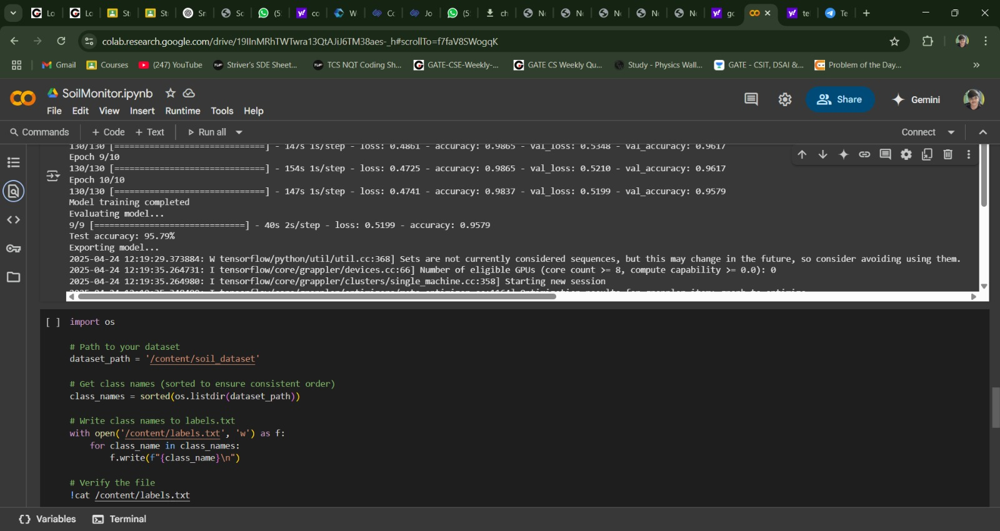 Lo
Lo
St
St
Sn
Sc
(5
co
W
Cc
Jo
(5
ch
Ne
Ne
Ne
Ne
Ne
gc
te
Te
colab.research.google.com/drive/19IInMRhTWTwra13QtAJiJ6TM38aes-_h#scrollTo=f7faV8SWogqK
Gmail
Courses
(247) YouTube
Striver's SDE Sheet...
TCS NQT Coding Sh...
GATE-CSE-Weekly-...
GATE CS Weekly Qu...
Study - Physics Wall...
GATE - CSIT, DSAI &...
Problem of the Day...
SoilMonitor.ipynb
Share
Gemini
File Edit View Insert Runtime Tools Help
Commands + Code + Text Run all
Connect
130/130 [==============================] - 147s 1s/step - loss: 0.4861 - accuracy: 0.9865 - val_loss: 0.5348 - val_accuracy: 0.9617
Epoch 9/10
130/130 [==============================] - 154s 1s/step - loss: 0.4725 - accuracy: 0.9865 - val_loss: 0.5210 - val_accuracy: 0.9617
Epoch 10/10
130/130 [==============================] - 147s 1s/step - loss: 0.4741 - accuracy: 0.9837 - val_loss: 0.5199 - val_accuracy: 0.9579
Model training completed
Evaluating model...
9/9 [==============================] - 40s 2s/step - loss: 0.5199 - accuracy: 0.9579
Test accuracy: 95.79%
Exporting model...
2025-04-24 12:19:29.373884: W tensorflow/python/util/util.cc:368] Sets are not currently considered sequences, but this may change in the future, so consider avoiding using them.
2025-04-24 12:19:35.264731: I tensorflow/core/grappler/devices.cc:66] Number of eligible GPUs (core count >= 8, compute capability >= 0.0): 0
2025-04-24 12:19:35.264980: I tensorflow/core/grappler/clusters/single_machine.cc:358] Starting new session
[ ] import os
# Path to your dataset
dataset_path = '/content/soil_dataset'
# Get class names (sorted to ensure consistent order)
class_names = sorted(os.listdir(dataset_path))
# Write class names to labels.txt
with open('/content/labels.txt', 'w') as f:
for class_name in class_names:
f.write(f"{class_name}\n")
# Verify the file
!cat /content/labels.txt
Variables
Terminal